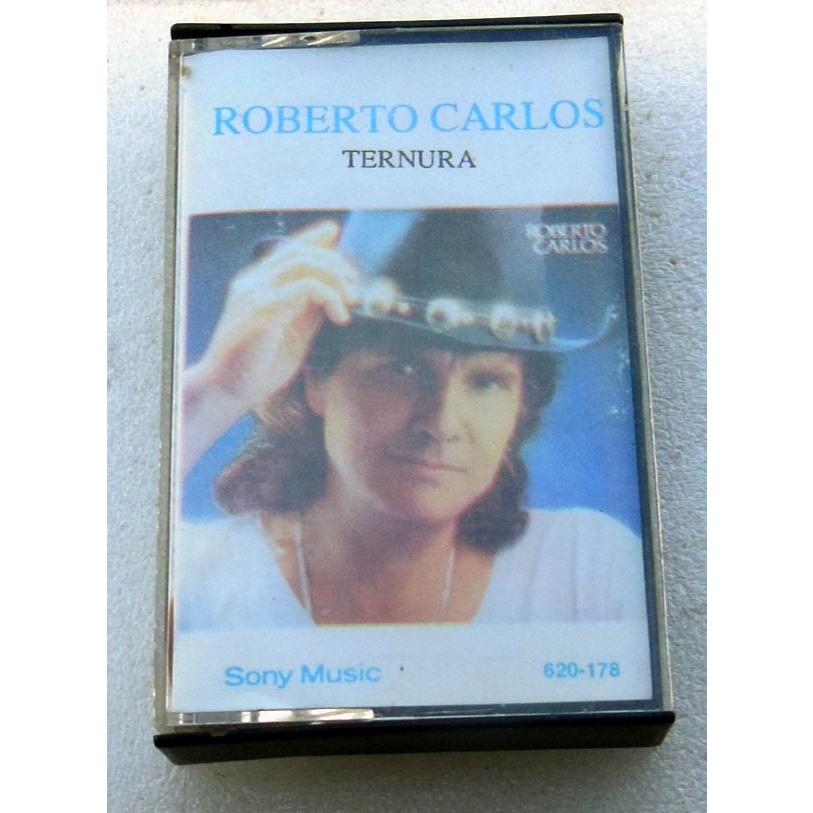 ROBERTO CARLOS
TERNURA
ROBERTO
CARLOS
Sony Music
620-178